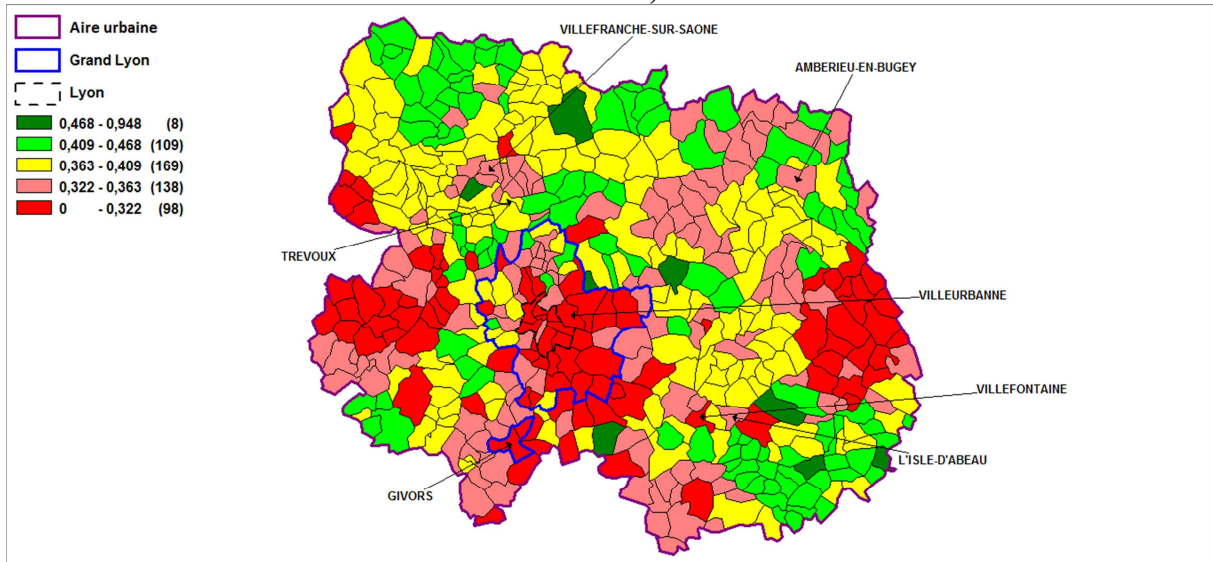 Aire urbaine
Grand Lyon
Lyon
0,468 - 0,948 (8)
0,409 - 0,468 (109)
0,363 - 0,409 (169)
0,322 - 0,363 (138)
0 - 0,322 (98)
VILLEFRANCHE-SUR-SAONE
AMBERIEU-EN-BUGEY
TREVOUX
VILLEURBANNE
VILLEFONTAINE
L'ISLE-D'ABEAU
GIVORS